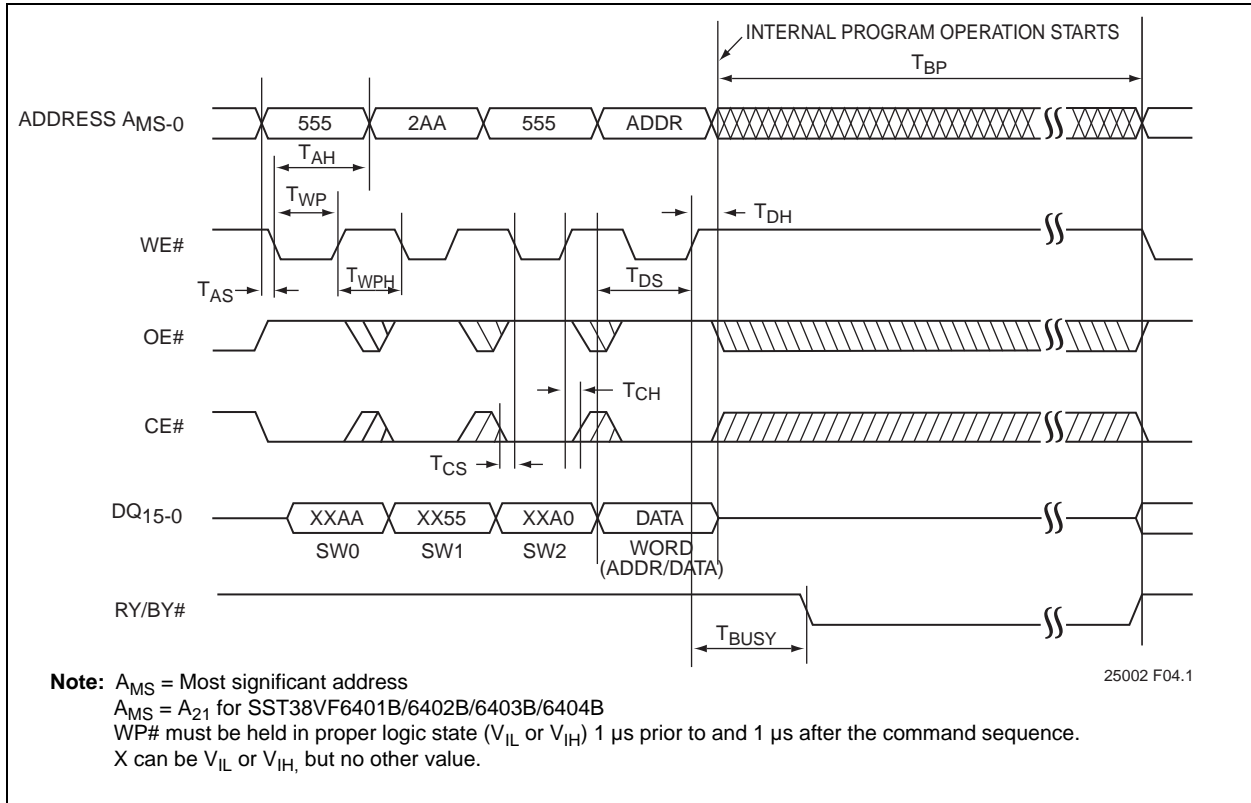 INTERNAL PROGRAM OPERATION STARTS
TBP
ADDRESS AMS-0
555
2AA
555
ADDR
TAH
TWP
TDH
WE#
TWPH
TDS
TAS
OE#
TCH
CE#
TCS
DQ15-0
XXAA
XX55
XXA0
DATA
SW0
SW1
SW2
WORD
(ADDR/DATA)
RY/BY#
TBUSY
25002 F04.1
Note: AMS = Most significant address
AMS = A21 for SST38VF6401B/6402B/6403B/6404B
WP# must be held in proper logic state (VIL or VIH) 1 µs prior to and 1 µs after the command sequence.
X can be VIL or VIH, but no other value.